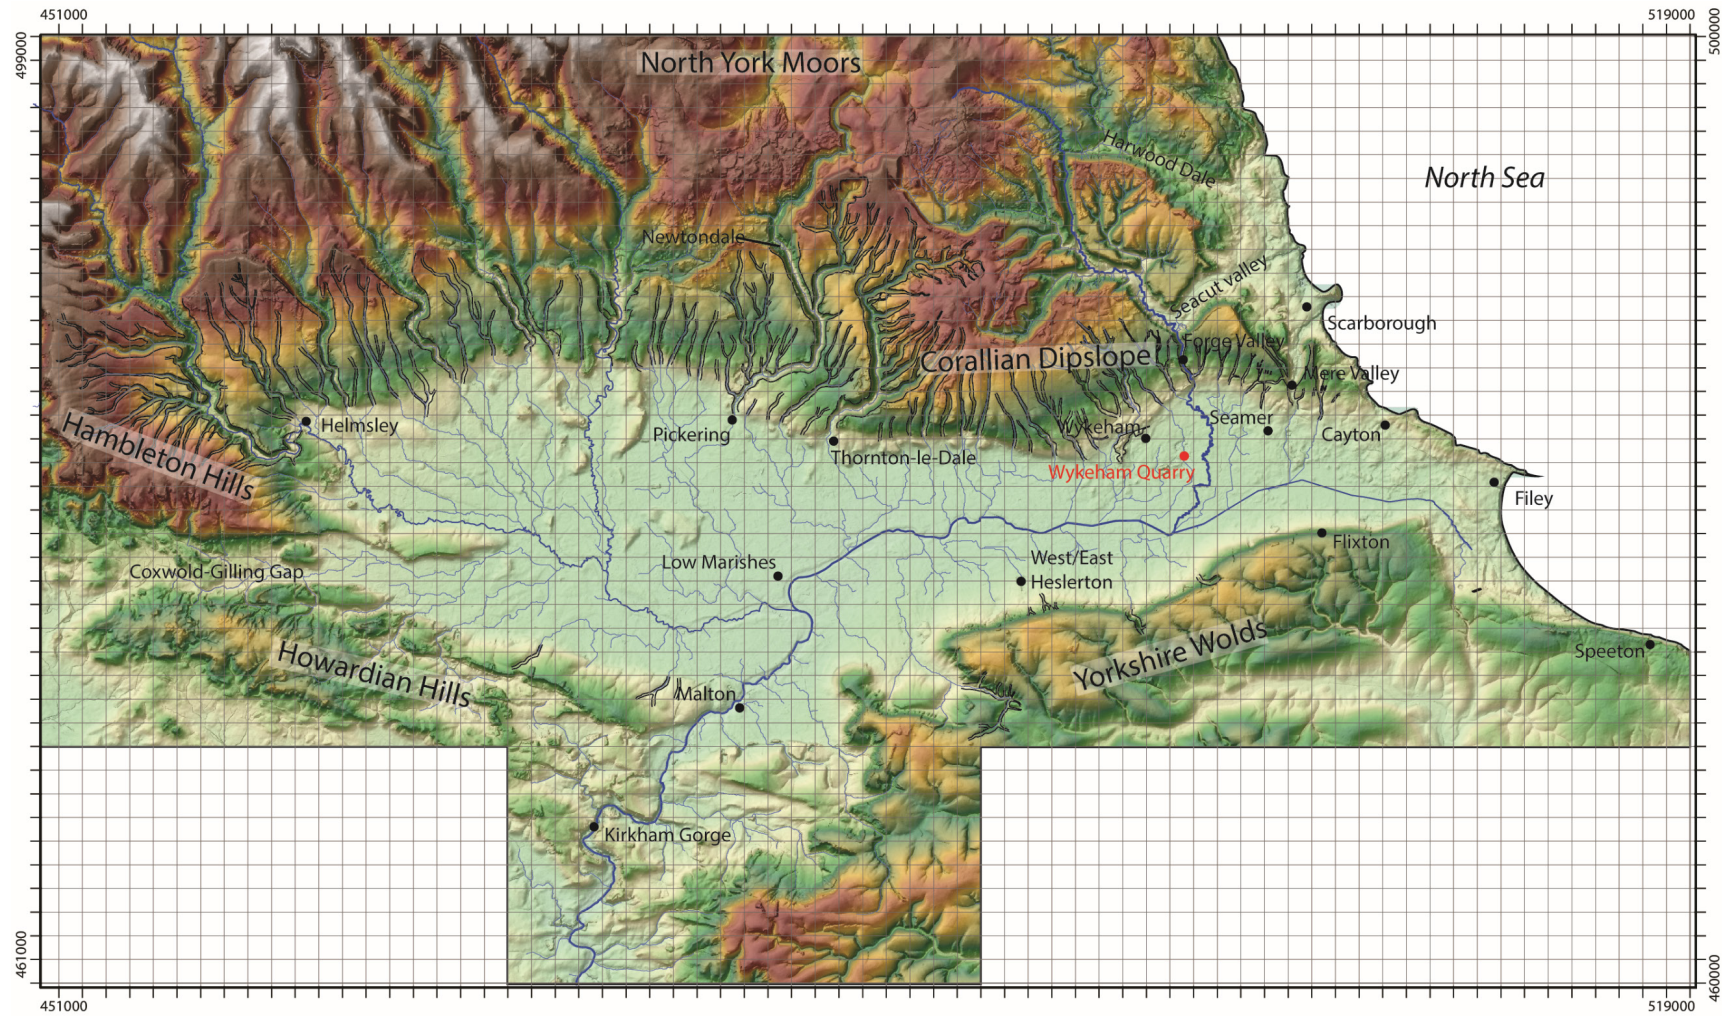 451000
519000
499000
500000
North York Moors
Harwood Dale
North Sea
Newtondale
Seacut valley
Scarborough
Forge Valley
Corallian Dipslope
Mere Valley
Hambleton Hills
Helmsley
Pickering
Thornton-le-Dale
Wykeham
Seamer
Cayton
Wykeham Quarry
Filey
Coxwold-Gilling Gap
Low Marishes
West/East
Heslerton
Flixton
Howardian Hills
Malton
Yorkshire Wolds
Speeton
Kirkham Gorge
461000
460000
451000
519000